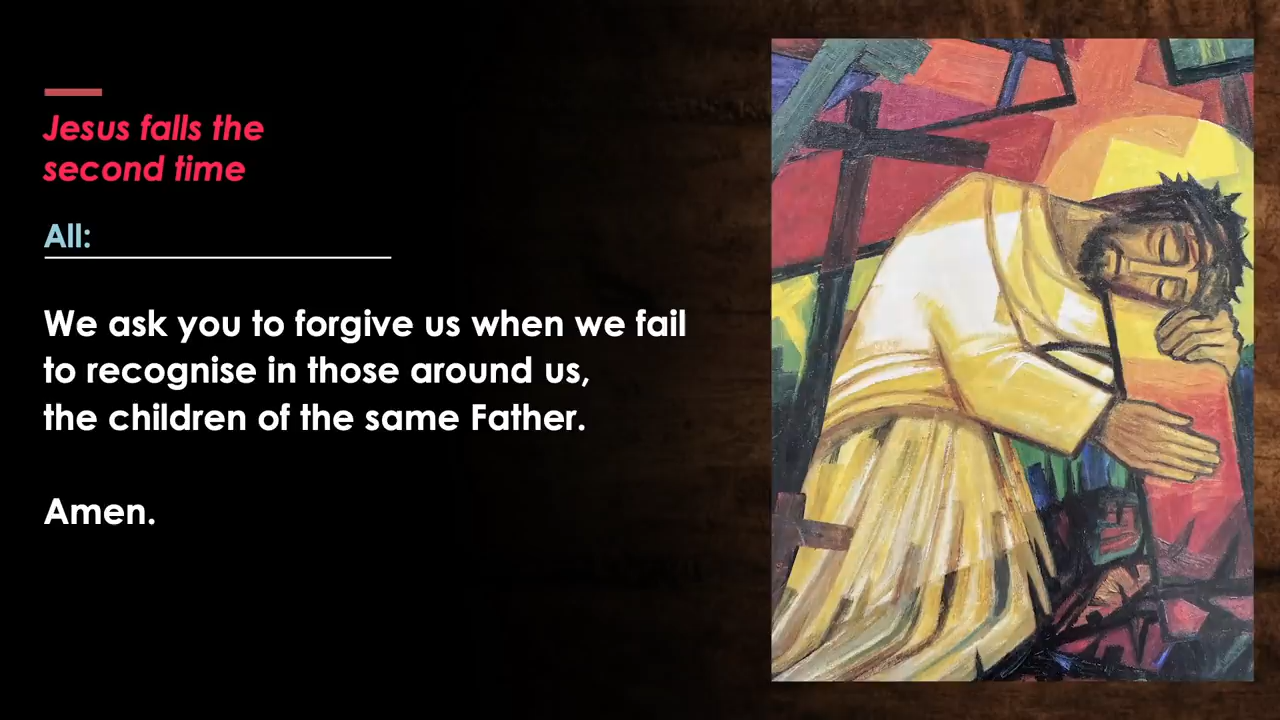 Jesus falls the
second time
All:
We ask you to forgive us when we fail
to recognise in those around us,
the children of the same Father.
Amen.